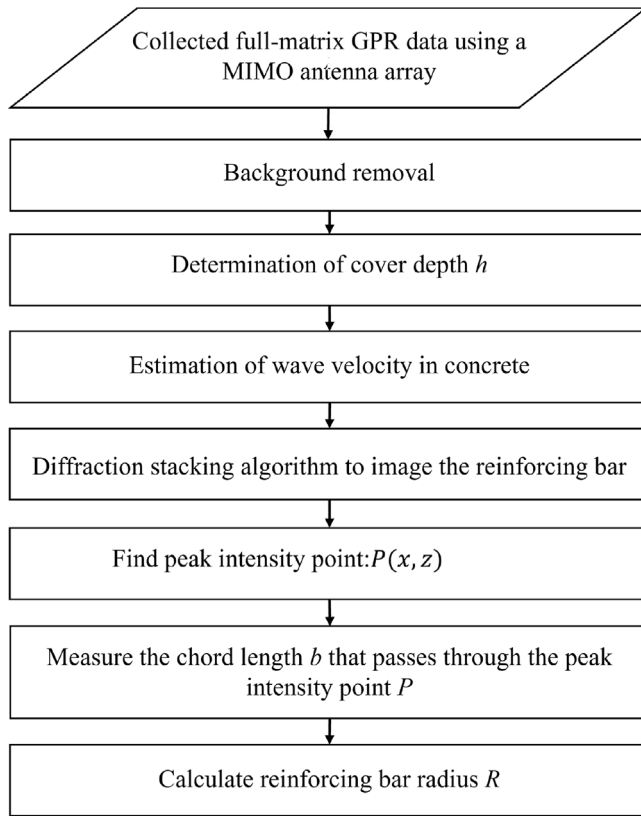 Collected full-matrix GPR data using a
MIMO antenna array
Background removal
Determination of cover depth h
Estimation of wave velocity in concrete
Diffraction stacking algorithm to image the reinforcing bar
Find peak intensity point:P(x, z)
Measure the chord length b that passes through the peak
intensity point P
Calculate reinforcing bar radius R